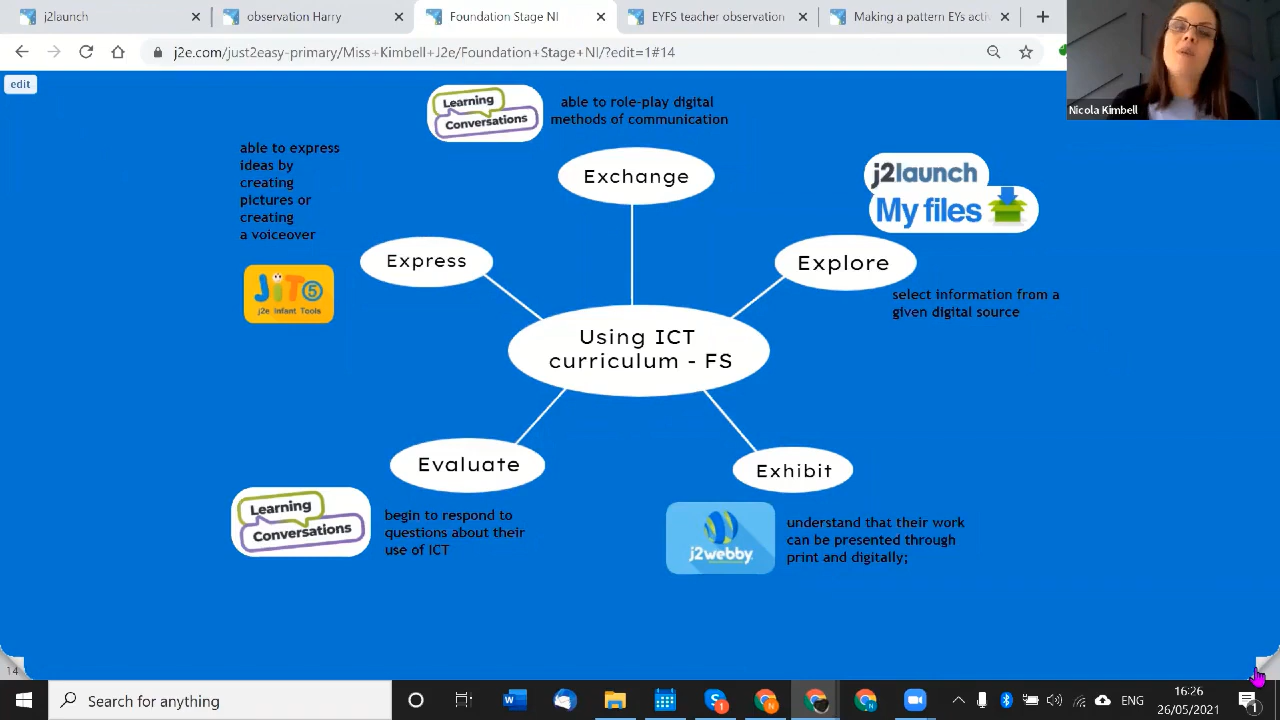 j2launch
observation Harry
Foundation Stage NI
EYFS teacher observation
Making a pattern EYs acti
j2e.com/just2easy-primary/Miss+Kimbell+J2e/Foundation+Stage+NI/?edit=1#14
edit
Nicola Kimbell
Learning
Conversations
able to role-play digital
methods of communication
Exchange
able to express
ideas by
creating
pictures or
creating
a voiceover
JiT5
j2e Infant Tools
Express
j2launch
My files
Explore
select information from a
given digital source
Using ICT
curriculum - FS
Evaluate
Learning
Conversations
begin to respond to
questions about their
use of ICT
Exhibit
j2webby
understand that their work
can be presented through
print and digitally;
14
Search for anything
ENG
16:26
26/05/2021